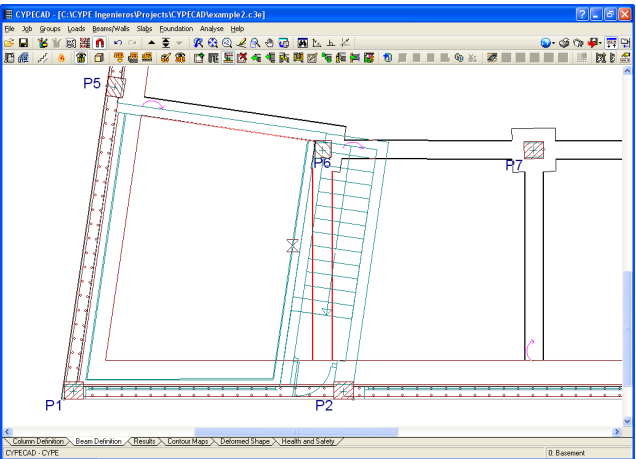 CYPECAD - [C:\CYPE Ingenieros\Projects\CYPECAD\example2.c3e]
File Job Groups Loads Beams/Walls Slabs Foundation Analyse Help
P5
P6
P7
P1
P2
Column Definition Beam Definition Results Contour Maps Deformed Shape Health and Safety
CYPECAD - CYPE 0. Basement